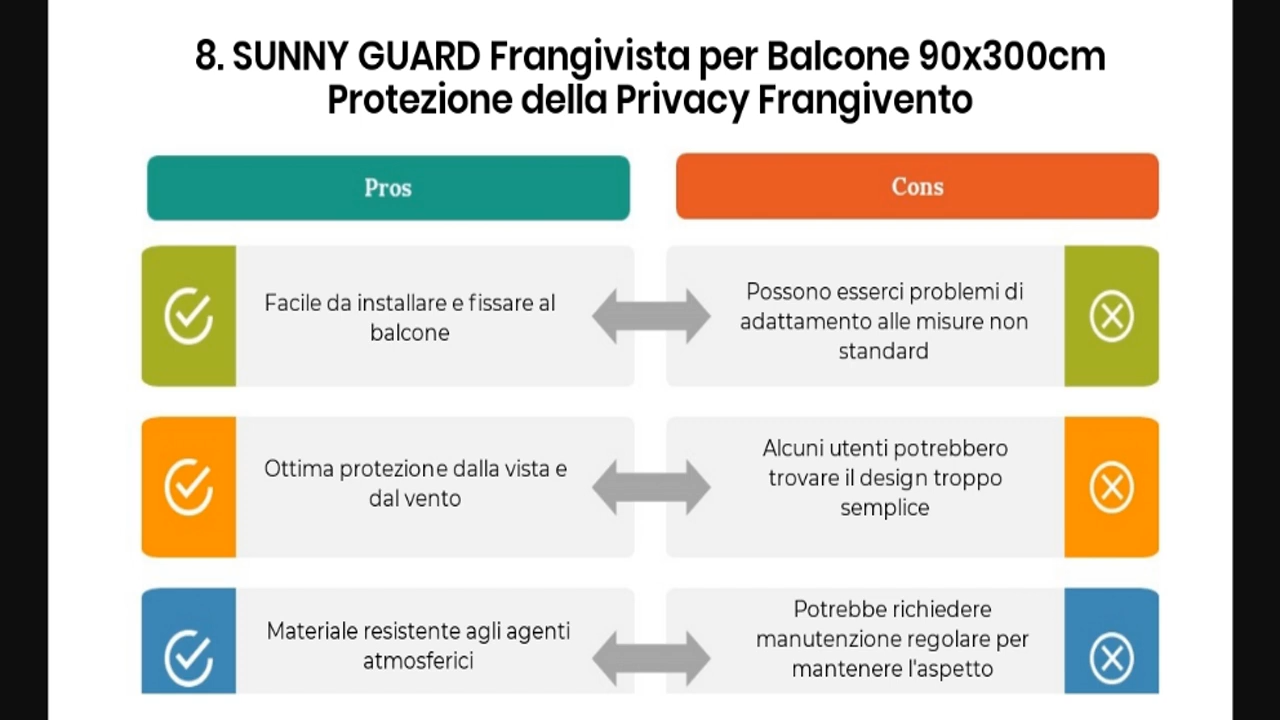 8. SUNNY GUARD Frangivista per Balcone 90x300cm
Protezione della Privacy Frangivento
Pros
Cons
Facile da installare e fissare al
balcone
Possono esserci problemi di
adattamento alle misure non
standard
Ottima protezione dalla vista e
dal vento
Alcuni utenti potrebbero
trovare il design troppo
semplice
Materiale resistente agli agenti
atmosferici
Potrebbe richiedere
manutenzione regolare per
mantenere l'aspetto